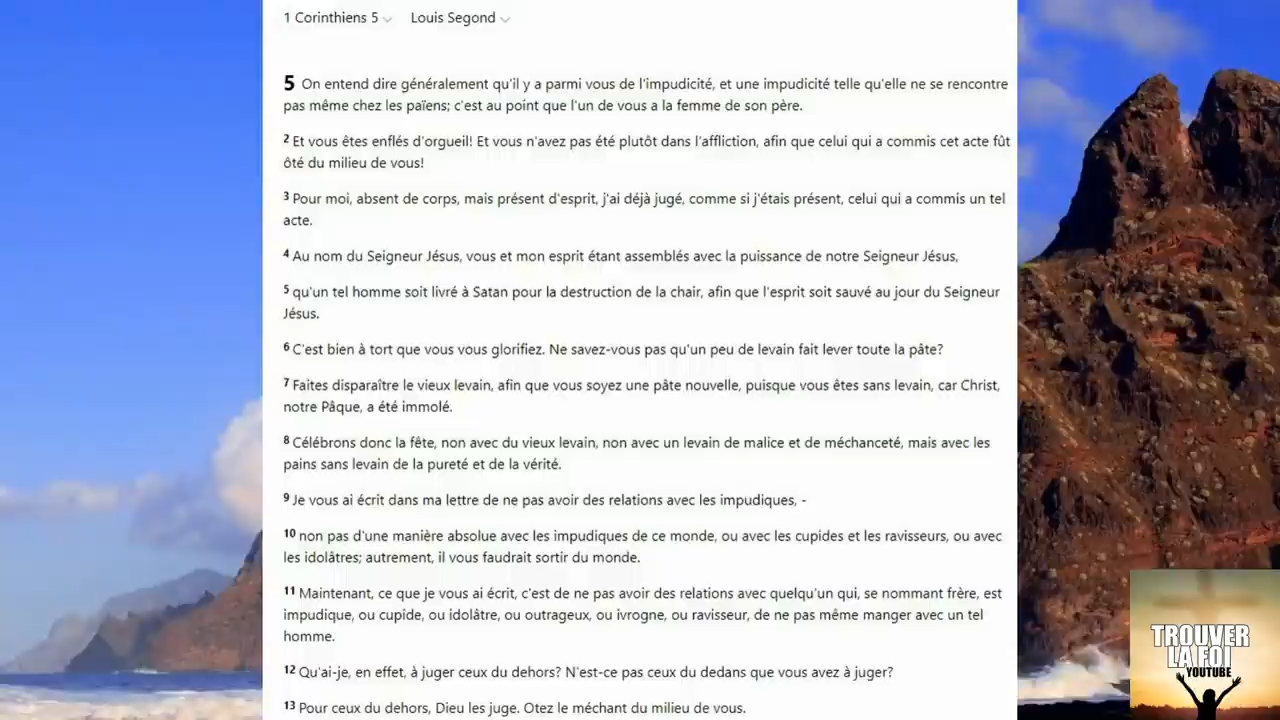 1 Corinthiens 5 Louis Segond
5 On entend dire généralement qu'il y a parmi vous de l'impudicité, et une impudicité telle qu'elle ne se rencontre
pas même chez les païens; c'est au point que l'un de vous a la femme de son père.
2 Et vous êtes enflés d'orgueil! Et vous n'avez pas été plutôt dans l'affliction, afin que celui qui a commis cet acte fût
ôté du milieu de vous!
3 Pour moi, absent de corps, mais présent d'esprit, j'ai déjà jugé, comme si j'étais présent, celui qui a commis un tel
acte.
4 Au nom du Seigneur Jésus, vous et mon esprit étant assemblés avec la puissance de notre Seigneur Jésus,
5 qu'un tel homme soit livré à Satan pour la destruction de la chair, afin que l'esprit soit sauvé au jour du Seigneur
Jésus.
6 C'est bien à tort que vous vous glorifiez. Ne savez-vous pas qu'un peu de levain fait lever toute la pâte?
7 Faites disparaître le vieux levain, afin que vous soyez une pâte nouvelle, puisque vous êtes sans levain, car Christ,
notre Pâque, a été immolé.
8 Célébrons donc la fête, non avec du vieux levain, non avec un levain de malice et de méchanceté, mais avec les
pains sans levain de la pureté et de la vérité.
9 Je vous ai écrit dans ma lettre de ne pas avoir des relations avec les impudiques, -
10 non pas d'une manière absolue avec les impudiques de ce monde, ou avec les cupides et les ravisseurs, ou avec
les idolâtres; autrement, il vous faudrait sortir du monde.
11 Maintenant, ce que je vous ai écrit, c'est de ne pas avoir des relations avec quelqu'un qui, se nommant frère, est
impudique, ou cupide, ou idolâtre, ou outrageux, ou ivrogne, ou ravisseur, de ne pas même manger avec un tel
homme.
12 Qu'ai-je, en effet, à juger ceux du dehors? N'est-ce pas ceux du dedans que vous avez à juger?
13 Pour ceux du dehors, Dieu les juge. Otez le méchant du milieu de vous.
TROUVER
LA FOI
YOUTUBE